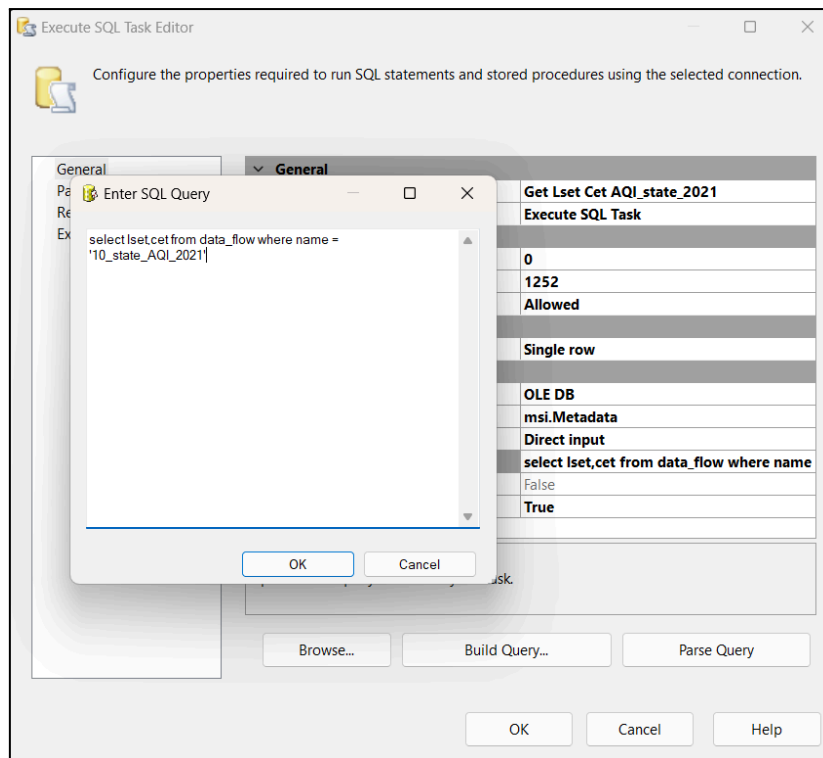 Execute SQL Task Editor
Configure the properties required to run SQL statements and stored procedures using the selected connection.
General
Pa
Re
Ex
General
Get Lset Cet AQI_state_2021
Execute SQL Task
0
1252
Allowed
Single row
OLE DB
msi.Metadata
Direct input
select lset,cet from data_flow where name
False
True
Enter SQL Query
select lset,cet from data_flow where name =
'10_state_AQI_2021'
OK
Cancel
ask.
Browse...
Build Query...
Parse Query
OK
Cancel
Help